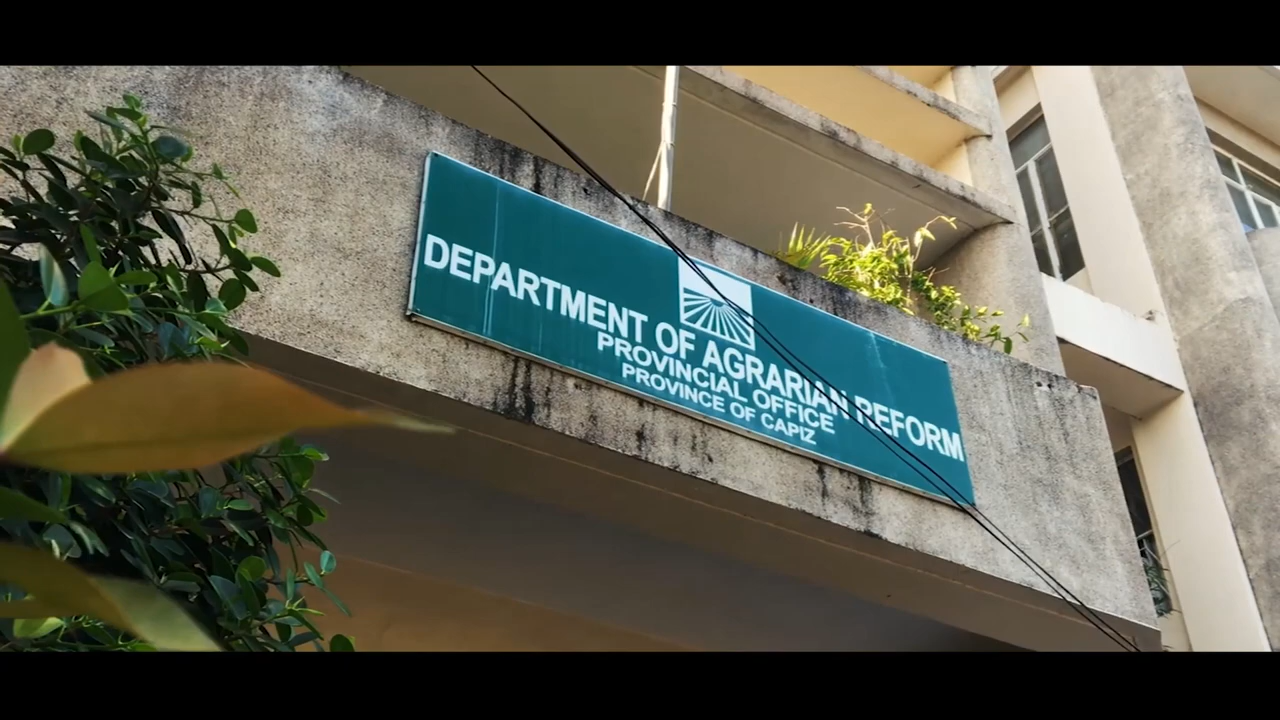 DEPARTMENT OF AGRARIAN REFORM
PROVINCIAL OFFICE
PROVINCE OF CAPIZ